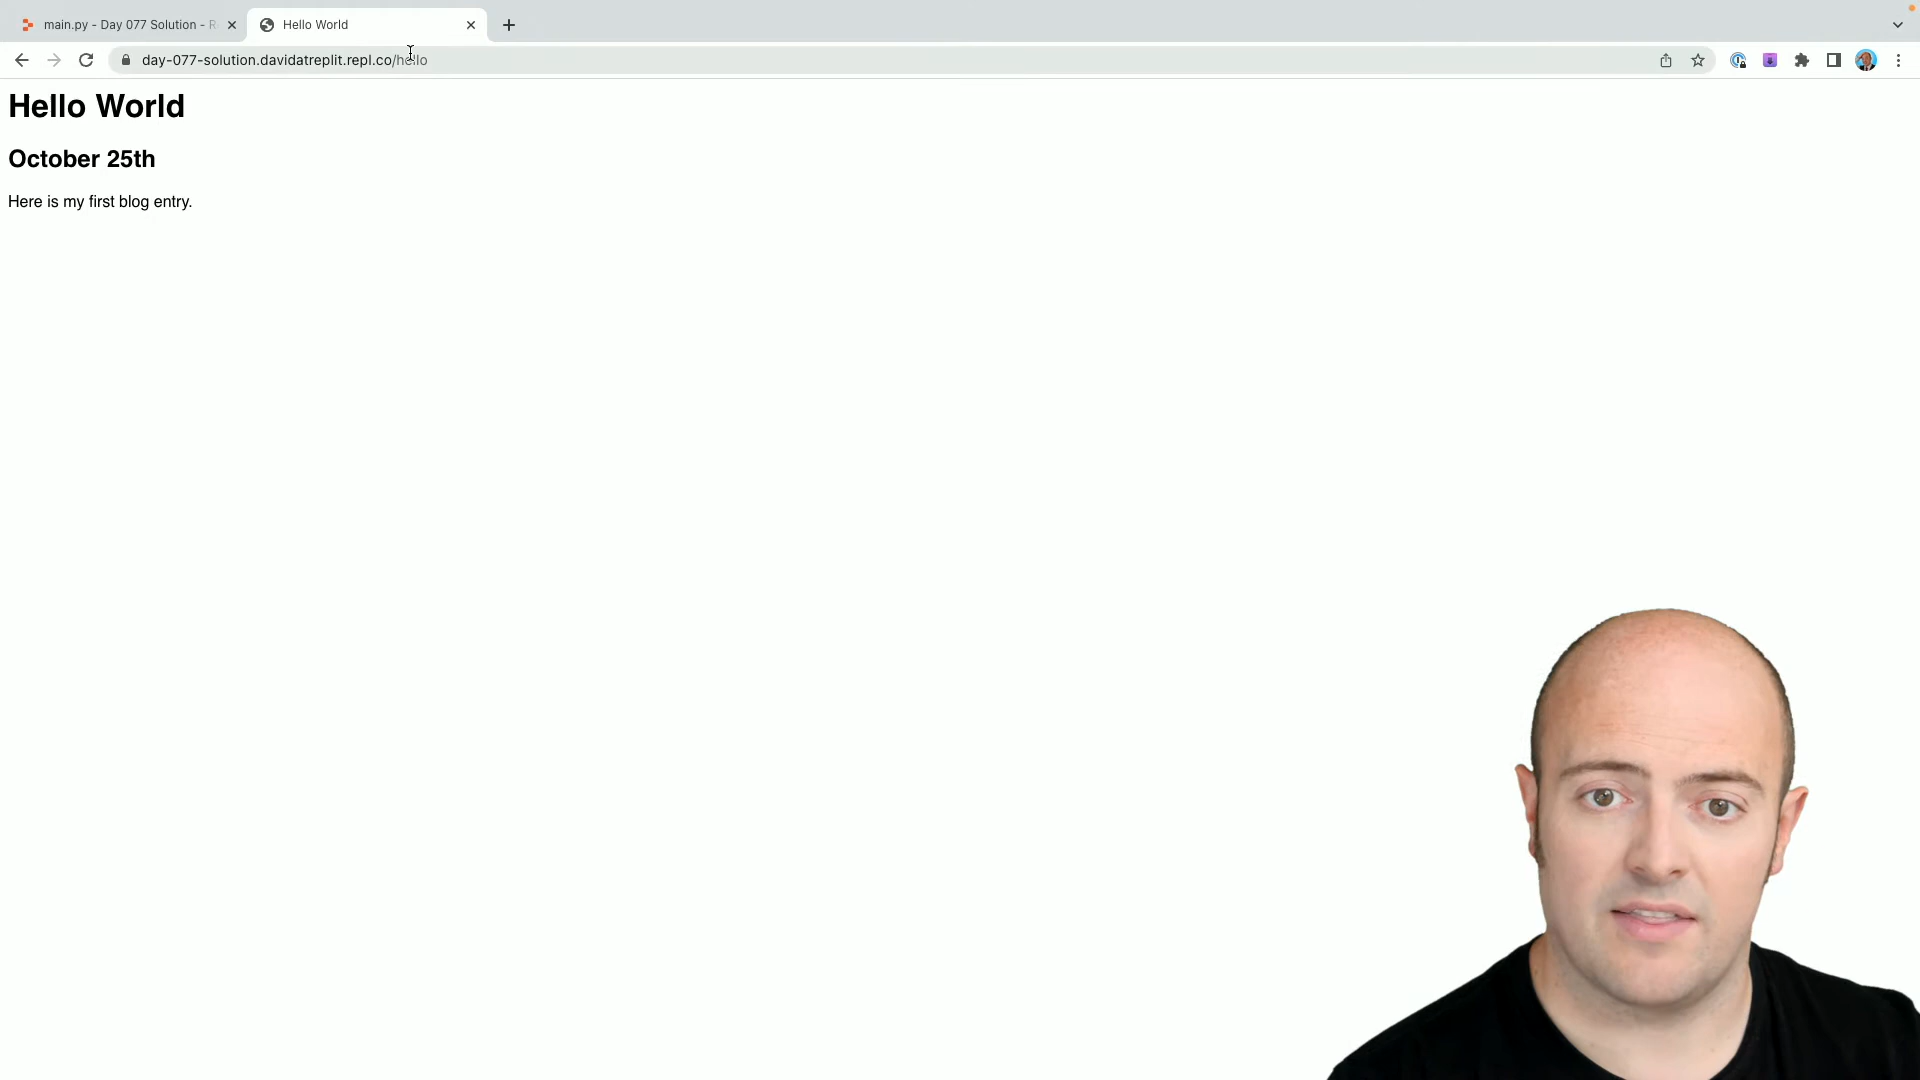 main.py - Day 077 Solution - R
Hello World
day-077-solution.davidatreplit.repl.co/hello
Hello World
October 25th
Here is my first blog entry.